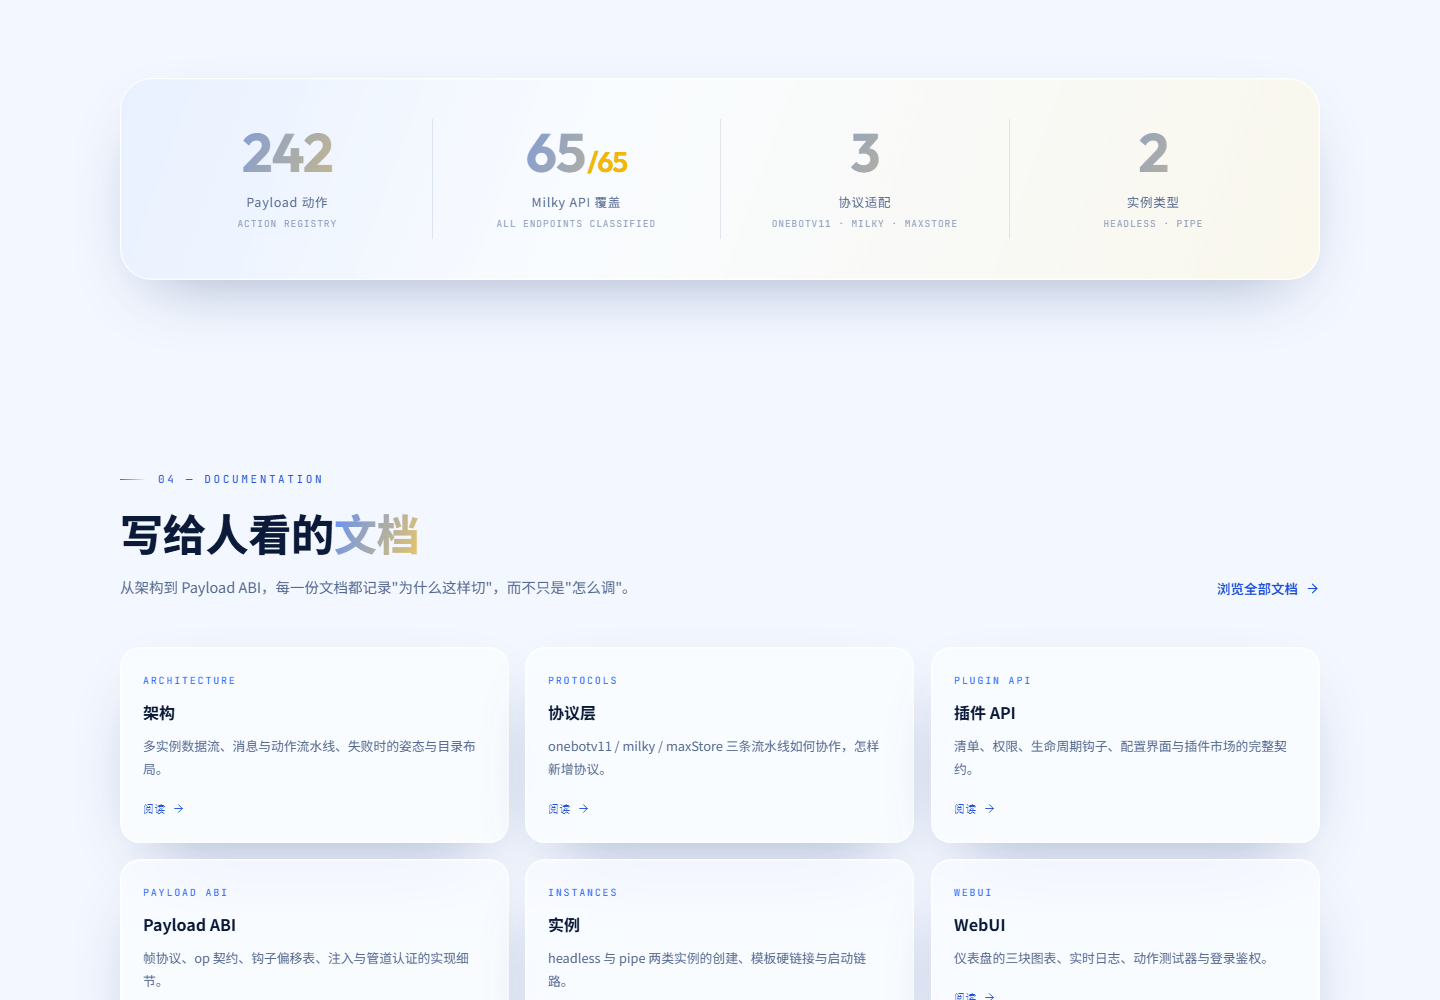 242
Payload 动作
ACTION REGISTRY
65/65
Milky API 覆盖
ALL ENDPOINTS CLASSIFIED
3
协议适配
ONEBOTV11 · MILKY · MAXSTORE
2
实例类型
HEADLESS · PIPE
04 — DOCUMENTATION
写给人看的文档
从架构到 Payload ABI，每一份文档都记录"为什么这样切"，而不只是"怎么调"。
浏览全部文档 →
ARCHITECTURE
架构
多实例数据流、消息与动作流水线、失败时的姿态与目录布
局。
阅读 →
PROTOCOLS
协议层
onebotv11 / milky / maxStore 三条流水线如何协作，怎样
新增协议。
阅读 →
PLUGIN API
插件 API
清单、权限、生命周期钩子、配置界面与插件市场的完整契
约。
阅读 →
PAYLOAD ABI
Payload ABI
帧协议、op 契约、钩子偏移表、注入与管道认证的实现细
节。
INSTANCES
实例
headless 与 pipe 两类实例的创建、模板硬链接与启动链
路。
WEBUI
WebUI
仪表盘的三块图表、实时日志、动作测试器与登录鉴权。
阅读 →